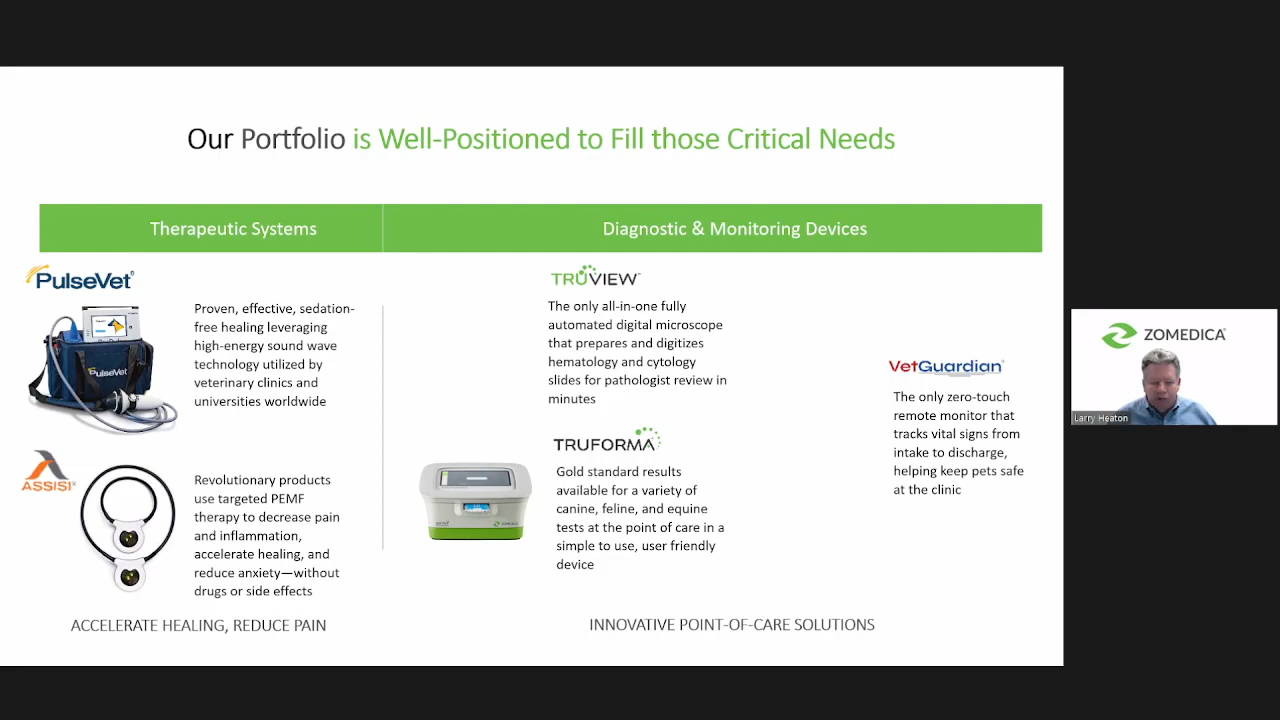 Our Portfolio is Well-Positioned to Fill those Critical Needs
Therapeutic Systems
Diagnostic & Monitoring Devices
PulseVet®
Proven, effective, sedation-
free healing leveraging
high-energy sound wave
technology utilized by
veterinary clinics and
universities worldwide
PulseVet
ASSISI®
Revolutionary products
use targeted PEMF
therapy to decrease pain
and inflammation,
accelerate healing, and
reduce anxiety—without
drugs or side effects
ACCELERATE HEALING, REDUCE PAIN
TRUVIEW™
The only all-in-one fully
automated digital microscope
that prepares and digitizes
hematology and cytology
slides for pathologist review in
minutes
TRUFORMA
Gold standard results
available for a variety of
canine, feline, and equine
tests at the point of care in a
simple to use, user friendly
device
ZOMEDICA
VetGuardian®
The only zero-touch
remote monitor that
tracks vital signs from
intake to discharge,
helping keep pets safe
at the clinic
INNOVATIVE POINT-OF-CARE SOLUTIONS
ZOMEDICA®
Larry Heaton